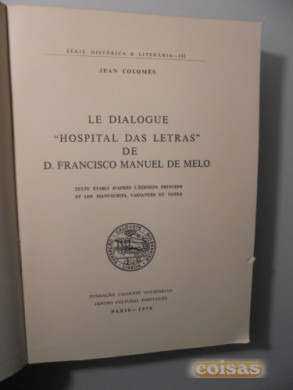 SÉRIE HISTÓRICA & LITERÁRIA—III
JEAN COLOMÈS
LE DIALOGUE
"HOSPITAL DAS LETRAS"
DE
D. FRANCISCO MANUEL DE MELO
TEXTE ÉTABLI D'APRÈS L'ÉDITION PRINCEPS
ET LES MANUSCRITS, VARIANTES ET NOTES
FUNDAÇÃO CALOUSTE GULBENKIAN
CENTRO CULTURAL PORTUGUÊS
PARIS—1970
coisas